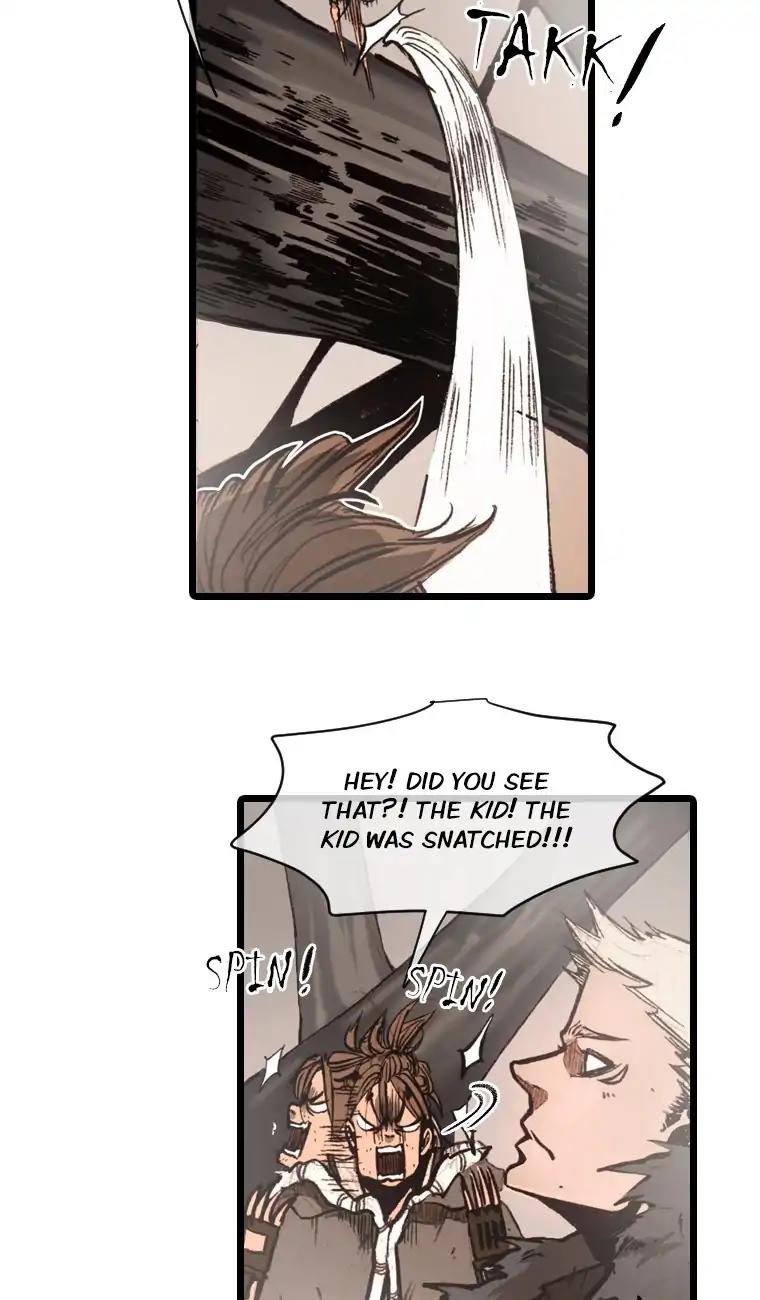 TAKK!
HEY! DID YOU SEE
THAT?! THE KID! THE
KID WAS SNATCHED!!!
SPIN!
SPIN!